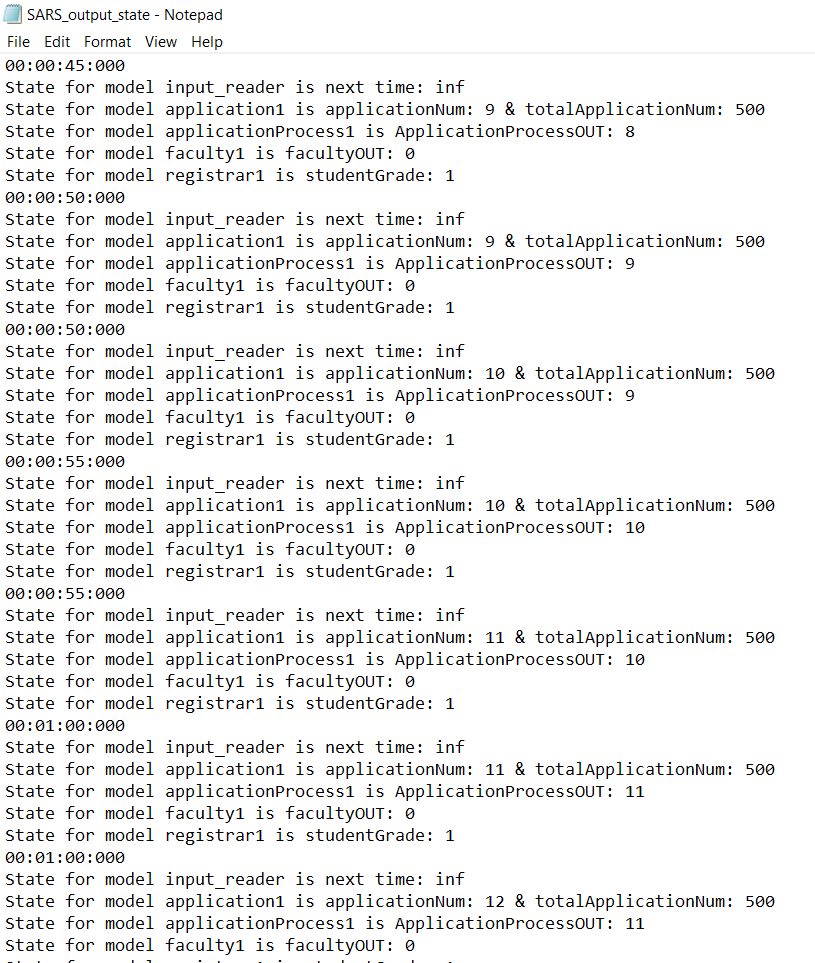 SARS_output_state - Notepad
File Edit Format View Help
00:00:45:000
State for model input_reader is next time: inf
State for model application1 is applicationNum: 9 & totalApplicationNum: 500
State for model applicationProcess1 is ApplicationProcessOUT: 8
State for model faculty1 is facultyOUT: 0
State for model registrar1 is studentGrade: 1
00:00:50:000
State for model input_reader is next time: inf
State for model application1 is applicationNum: 9 & totalApplicationNum: 500
State for model applicationProcess1 is ApplicationProcessOUT: 9
State for model faculty1 is facultyOUT: 0
State for model registrar1 is studentGrade: 1
00:00:50:000
State for model input_reader is next time: inf
State for model application1 is applicationNum: 10 & totalApplicationNum: 500
State for model applicationProcess1 is ApplicationProcessOUT: 9
State for model faculty1 is facultyOUT: 0
State for model registrar1 is studentGrade: 1
00:00:55:000
State for model input_reader is next time: inf
State for model application1 is applicationNum: 10 & totalApplicationNum: 500
State for model applicationProcess1 is ApplicationProcessOUT: 10
State for model faculty1 is facultyOUT: 0
State for model registrar1 is studentGrade: 1
00:00:55:000
State for model input_reader is next time: inf
State for model application1 is applicationNum: 11 & totalApplicationNum: 500
State for model applicationProcess1 is ApplicationProcessOUT: 10
State for model faculty1 is facultyOUT: 0
State for model registrar1 is studentGrade: 1
00:01:00:000
State for model input_reader is next time: inf
State for model application1 is applicationNum: 11 & totalApplicationNum: 500
State for model applicationProcess1 is ApplicationProcessOUT: 11
State for model faculty1 is facultyOUT: 0
State for model registrar1 is studentGrade: 1
00:01:00:000
State for model input_reader is next time: inf
State for model application1 is applicationNum: 12 & totalApplicationNum: 500
State for model applicationProcess1 is ApplicationProcessOUT: 11
State for model faculty1 is facultyOUT: 0